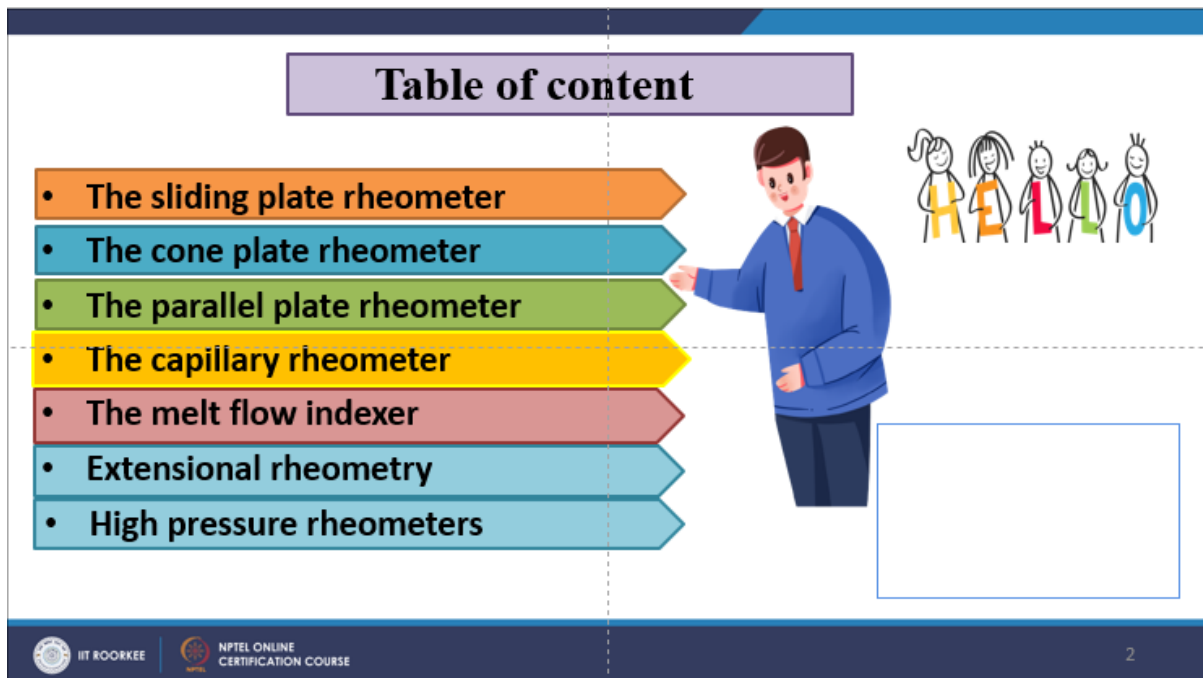 Table of content
• The sliding plate rheometer
• The cone plate rheometer
• The parallel plate rheometer
• The capillary rheometer
• The melt flow indexer
• Extensional rheometry
• High pressure rheometers
HELLO
IIT ROORKEE
NPTEL
NPTEL ONLINE
CERTIFICATION COURSE
2